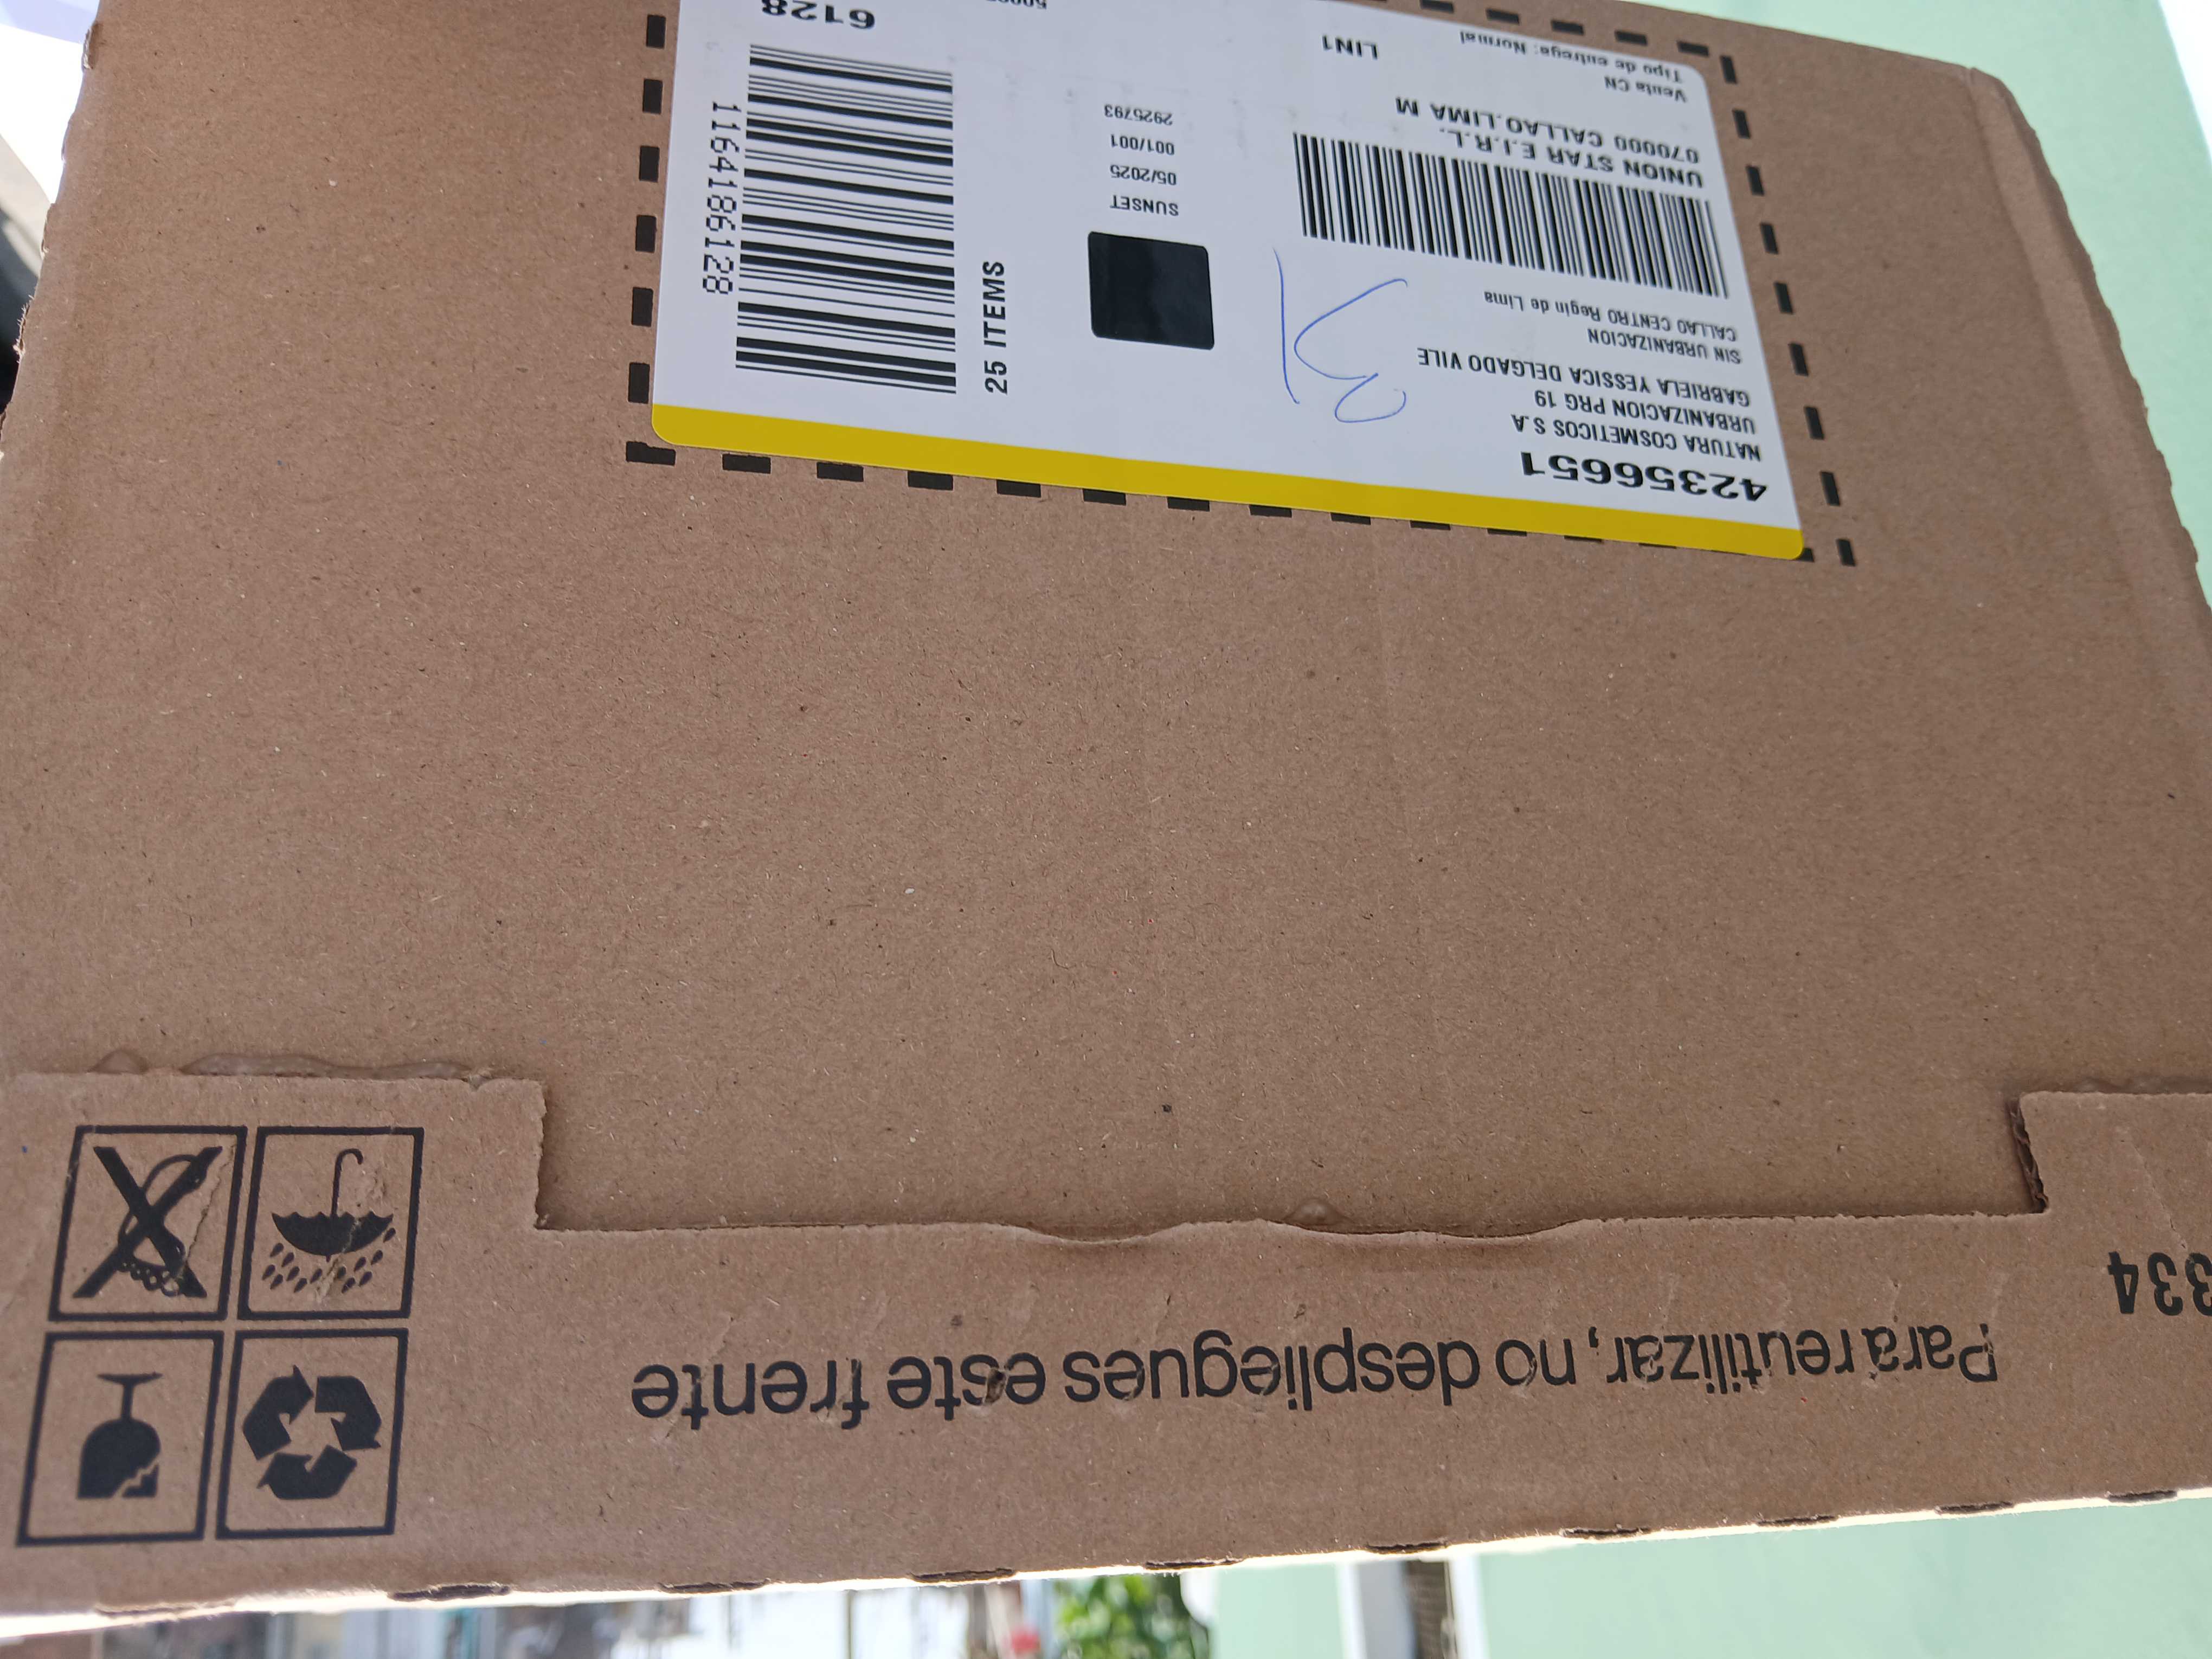 42356651
NATURA COSMETICOS S.A
URBANIZACION PRG 19
GABRIELA YESSICA DELGADO VILE
SIN URBANIZACION
CALLAO CENTRO Regin de Lima
31
UNION STAR E.I.R.L.
070000 CALLAO.LIMA M
Venta CN
Tipo de entrega: Normal
LIN1
SUNSET
05/2025
001/001
2925793
25 ITEMS
1164186128
6128
Para reutilizar, no despliegues este frente
334